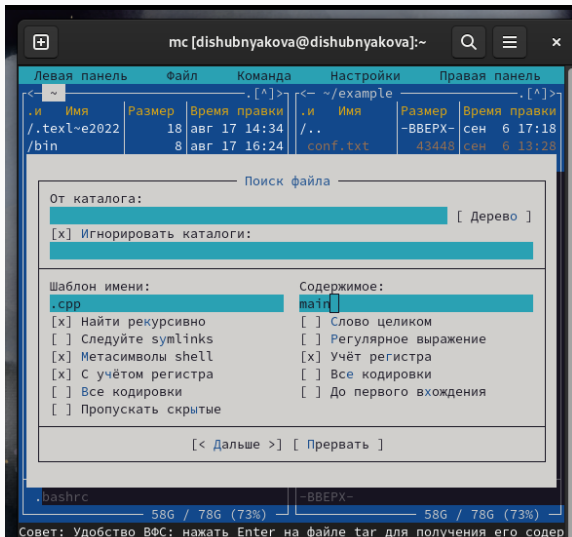 mc [dishubnyakova@dishubnyakova]:~
Левая панель Файл Команда Настройки Правая панель
<— ~ —.[^]>
.и Имя Размер Время правки
/.texl~e2022 18 авг 17 14:34
/bin 8 авг 17 16:24
<— ~/example —.[^]>
.и Имя Размер Время правки
/.. -ВВЕРХ- сен 6 17:18
conf.txt 43448 сен 6 13:28
Поиск файла
От каталога:
[ Дерево ]
[x] Игнорировать каталоги:
Шаблон имени:
.cpp
[x] Найти рекурсивно
[ ] Следуйте symlinks
[x] Метасимволы shell
[x] С учётом регистра
[ ] Все кодировки
[ ] Пропускать скрытые
Содержимое:
main
[ ] Слово целиком
[ ] Регулярное выражение
[x] Учёт регистра
[ ] Все кодировки
[ ] До первого вхождения
[< Дальше >] [ Прервать ]
.bashrc
58G / 78G (73%)
-ВВЕРХ-
58G / 78G (73%)
Совет: Удобство ВФС: нажать Enter на файле tar для получения его содер